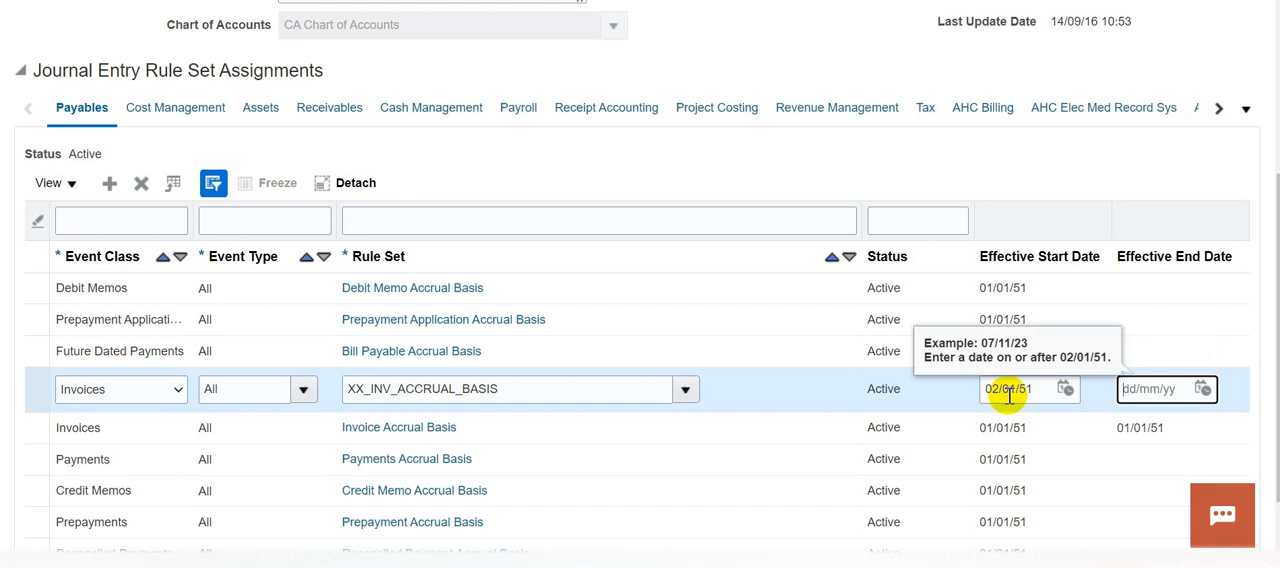 Chart of Accounts CA Chart of Accounts Last Update Date 14/09/16 10:53
Journal Entry Rule Set Assignments
Payables Cost Management Assets Receivables Cash Management Payroll Receipt Accounting Project Costing Revenue Management Tax AHC Billing AHC Elec Med Record Sys
Status Active
View Freeze Detach
* Event Class * Event Type * Rule Set Status Effective Start Date Effective End Date
Debit Memos All Debit Memo Accrual Basis Active 01/01/51
Prepayment Applicati... All Prepayment Application Accrual Basis Active 01/01/51
Example: 07/11/23
Enter a date on or after 02/01/51.
Future Dated Payments All Bill Payable Accrual Basis Active
Invoices All XX_INV_ACCRUAL_BASIS Active 02/01/51 dd/mm/yy
Invoices All Invoice Accrual Basis Active 01/01/51 01/01/51
Payments All Payments Accrual Basis Active 01/01/51
Credit Memos All Credit Memo Accrual Basis Active 01/01/51
Prepayments All Prepayment Accrual Basis Active 01/01/51